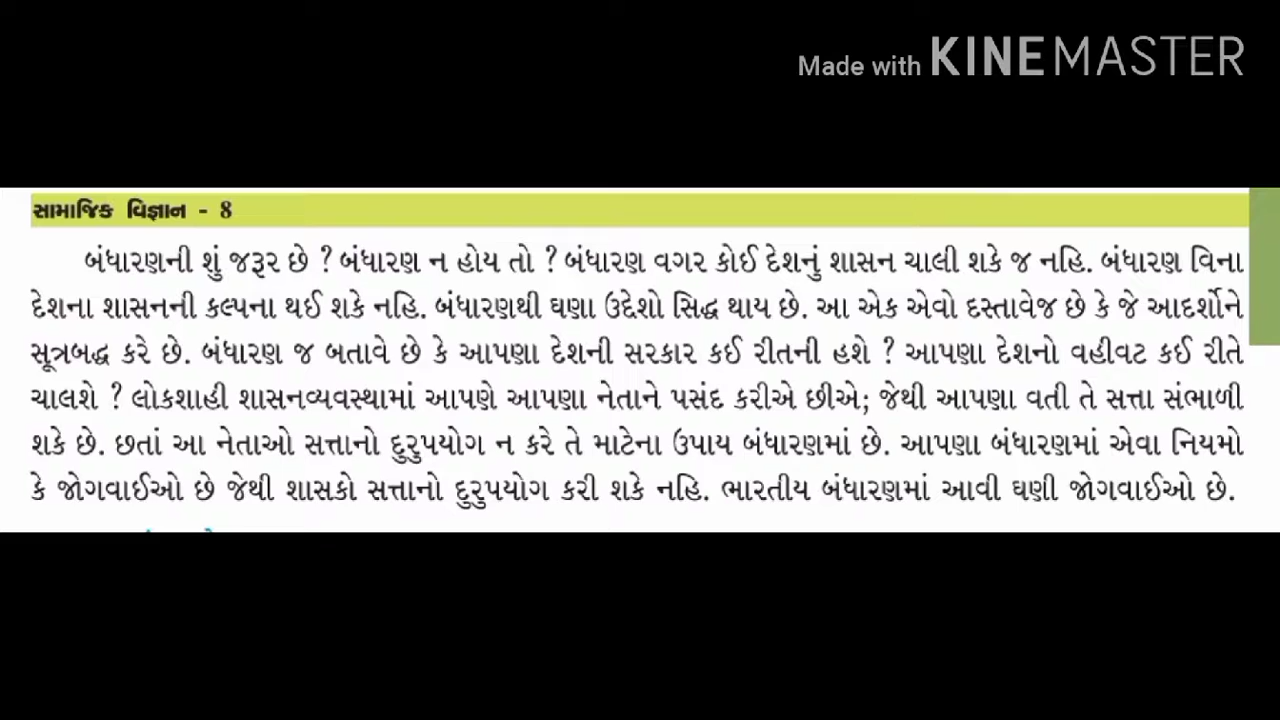 Made with KINEMASTER
સામાજિક વિજ્ઞાન - 8
બંધારણની શું જરૂર છે ? બંધારણ ન હોય તો ? બંધારણ વગર કોઈ દેશનું શાસન ચાલી શકે જ નહિ. બંધારણ વિના
દેશના શાસનની કલ્પના થઈ શકે નહિ. બંધારણથી ઘણા ઉદ્દેશો સિદ્ધ થાય છે. આ એક એવો દસ્તાવેજ છે કે જે આદર્શોને
સૂત્રબદ્ધ કરે છે. બંધારણ જ બતાવે છે કે આપણા દેશની સરકાર કઈ રીતની હશે ? આપણા દેશનો વહીવટ કઈ રીતે
ચાલશે ? લોકશાહી શાસનવ્યવસ્થામાં આપણે આપણા નેતાને પસંદ કરીએ છીએ; જેથી આપણા વતી તે સત્તા સંભાળી
શકે છે. છતાં આ નેતાઓ સત્તાનો દુરુપયોગ ન કરે તે માટેના ઉપાય બંધારણમાં છે. આપણા બંધારણમાં એવા નિયમો
કે જોગવાઈઓ છે જેથી શાસકો સત્તાનો દુરુપયોગ કરી શકે નહિ. ભારતીય બંધારણમાં આવી ઘણી જોગવાઈઓ છે.